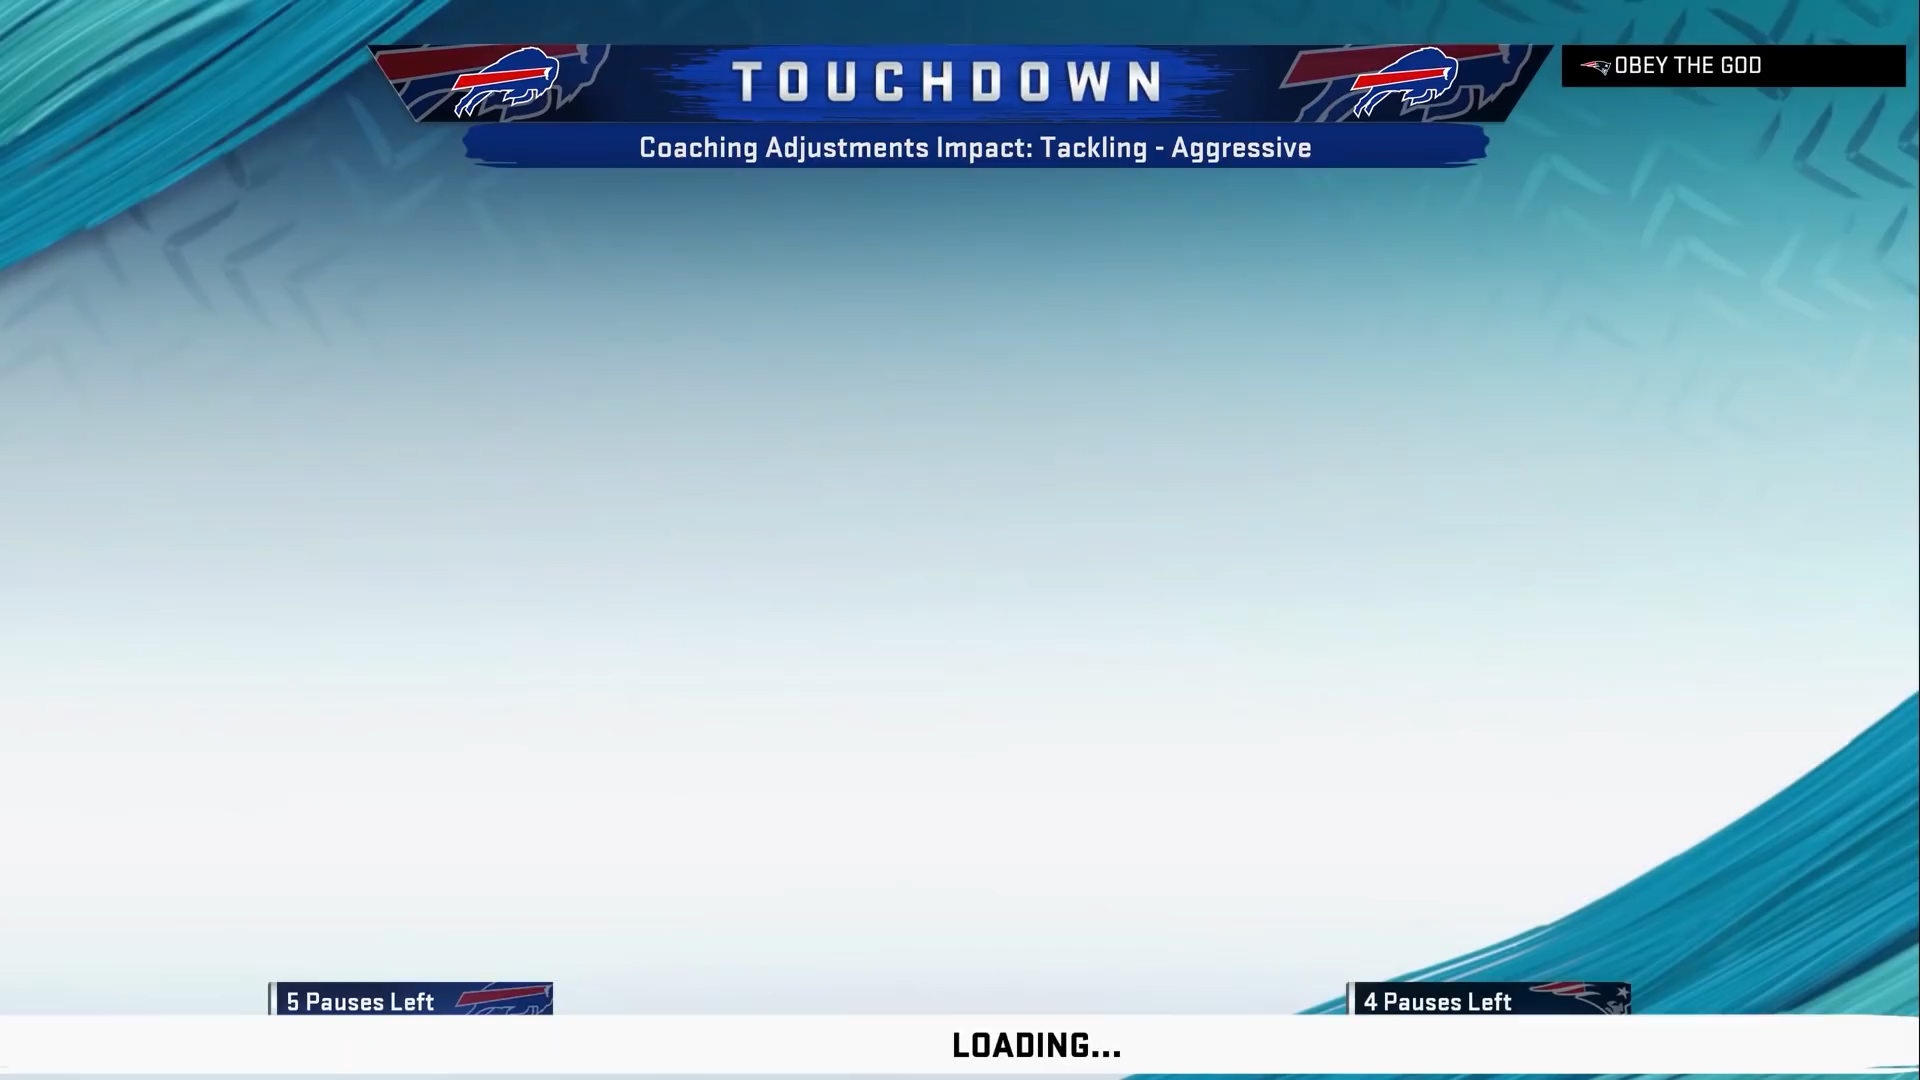 TOUCHDOWN
OBEY THE GOD
Coaching Adjustments Impact: Tackling - Aggressive
5 Pauses Left
4 Pauses Left
LOADING...